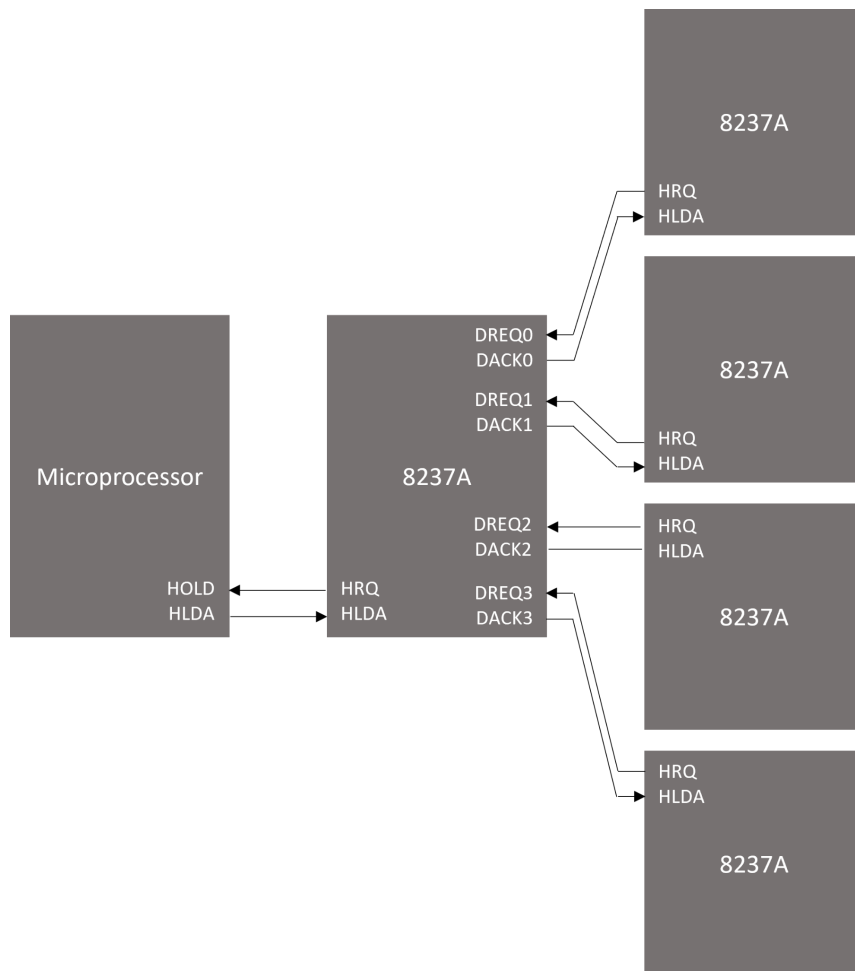 8237A
HRQ
HLDA
8237A
HRQ
HLDA
Microprocessor
HOLD
HLDA
DREQ0
DACK0
DREQ1
DACK1
8237A
DREQ2
DACK2
HRQ
HLDA
DREQ3
DACK3
HRQ
HLDA
8237A
HRQ
HLDA
8237A